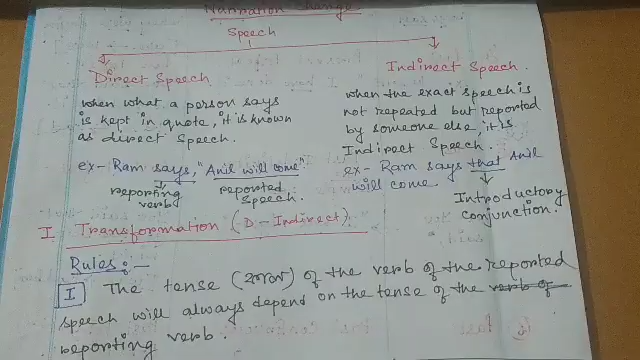 Narration Change
Speech
Direct Speech
when what a person says
is kept in quote, it is known
as direct speech.
ex- Ram says, "Anil will come"
reporting reported
verb speech
Indirect Speech
when the exact speech is
not repeated but reported
by someone else, it is
Indirect Speech.
ex- Ram says that Anil
will come.
Introductory
conjunction.
I Transformation (D - Indirect)
Rules:-
I The tense (काल) of the verb of the reported
speech will always depend on the tense of the verb of
reporting verb.